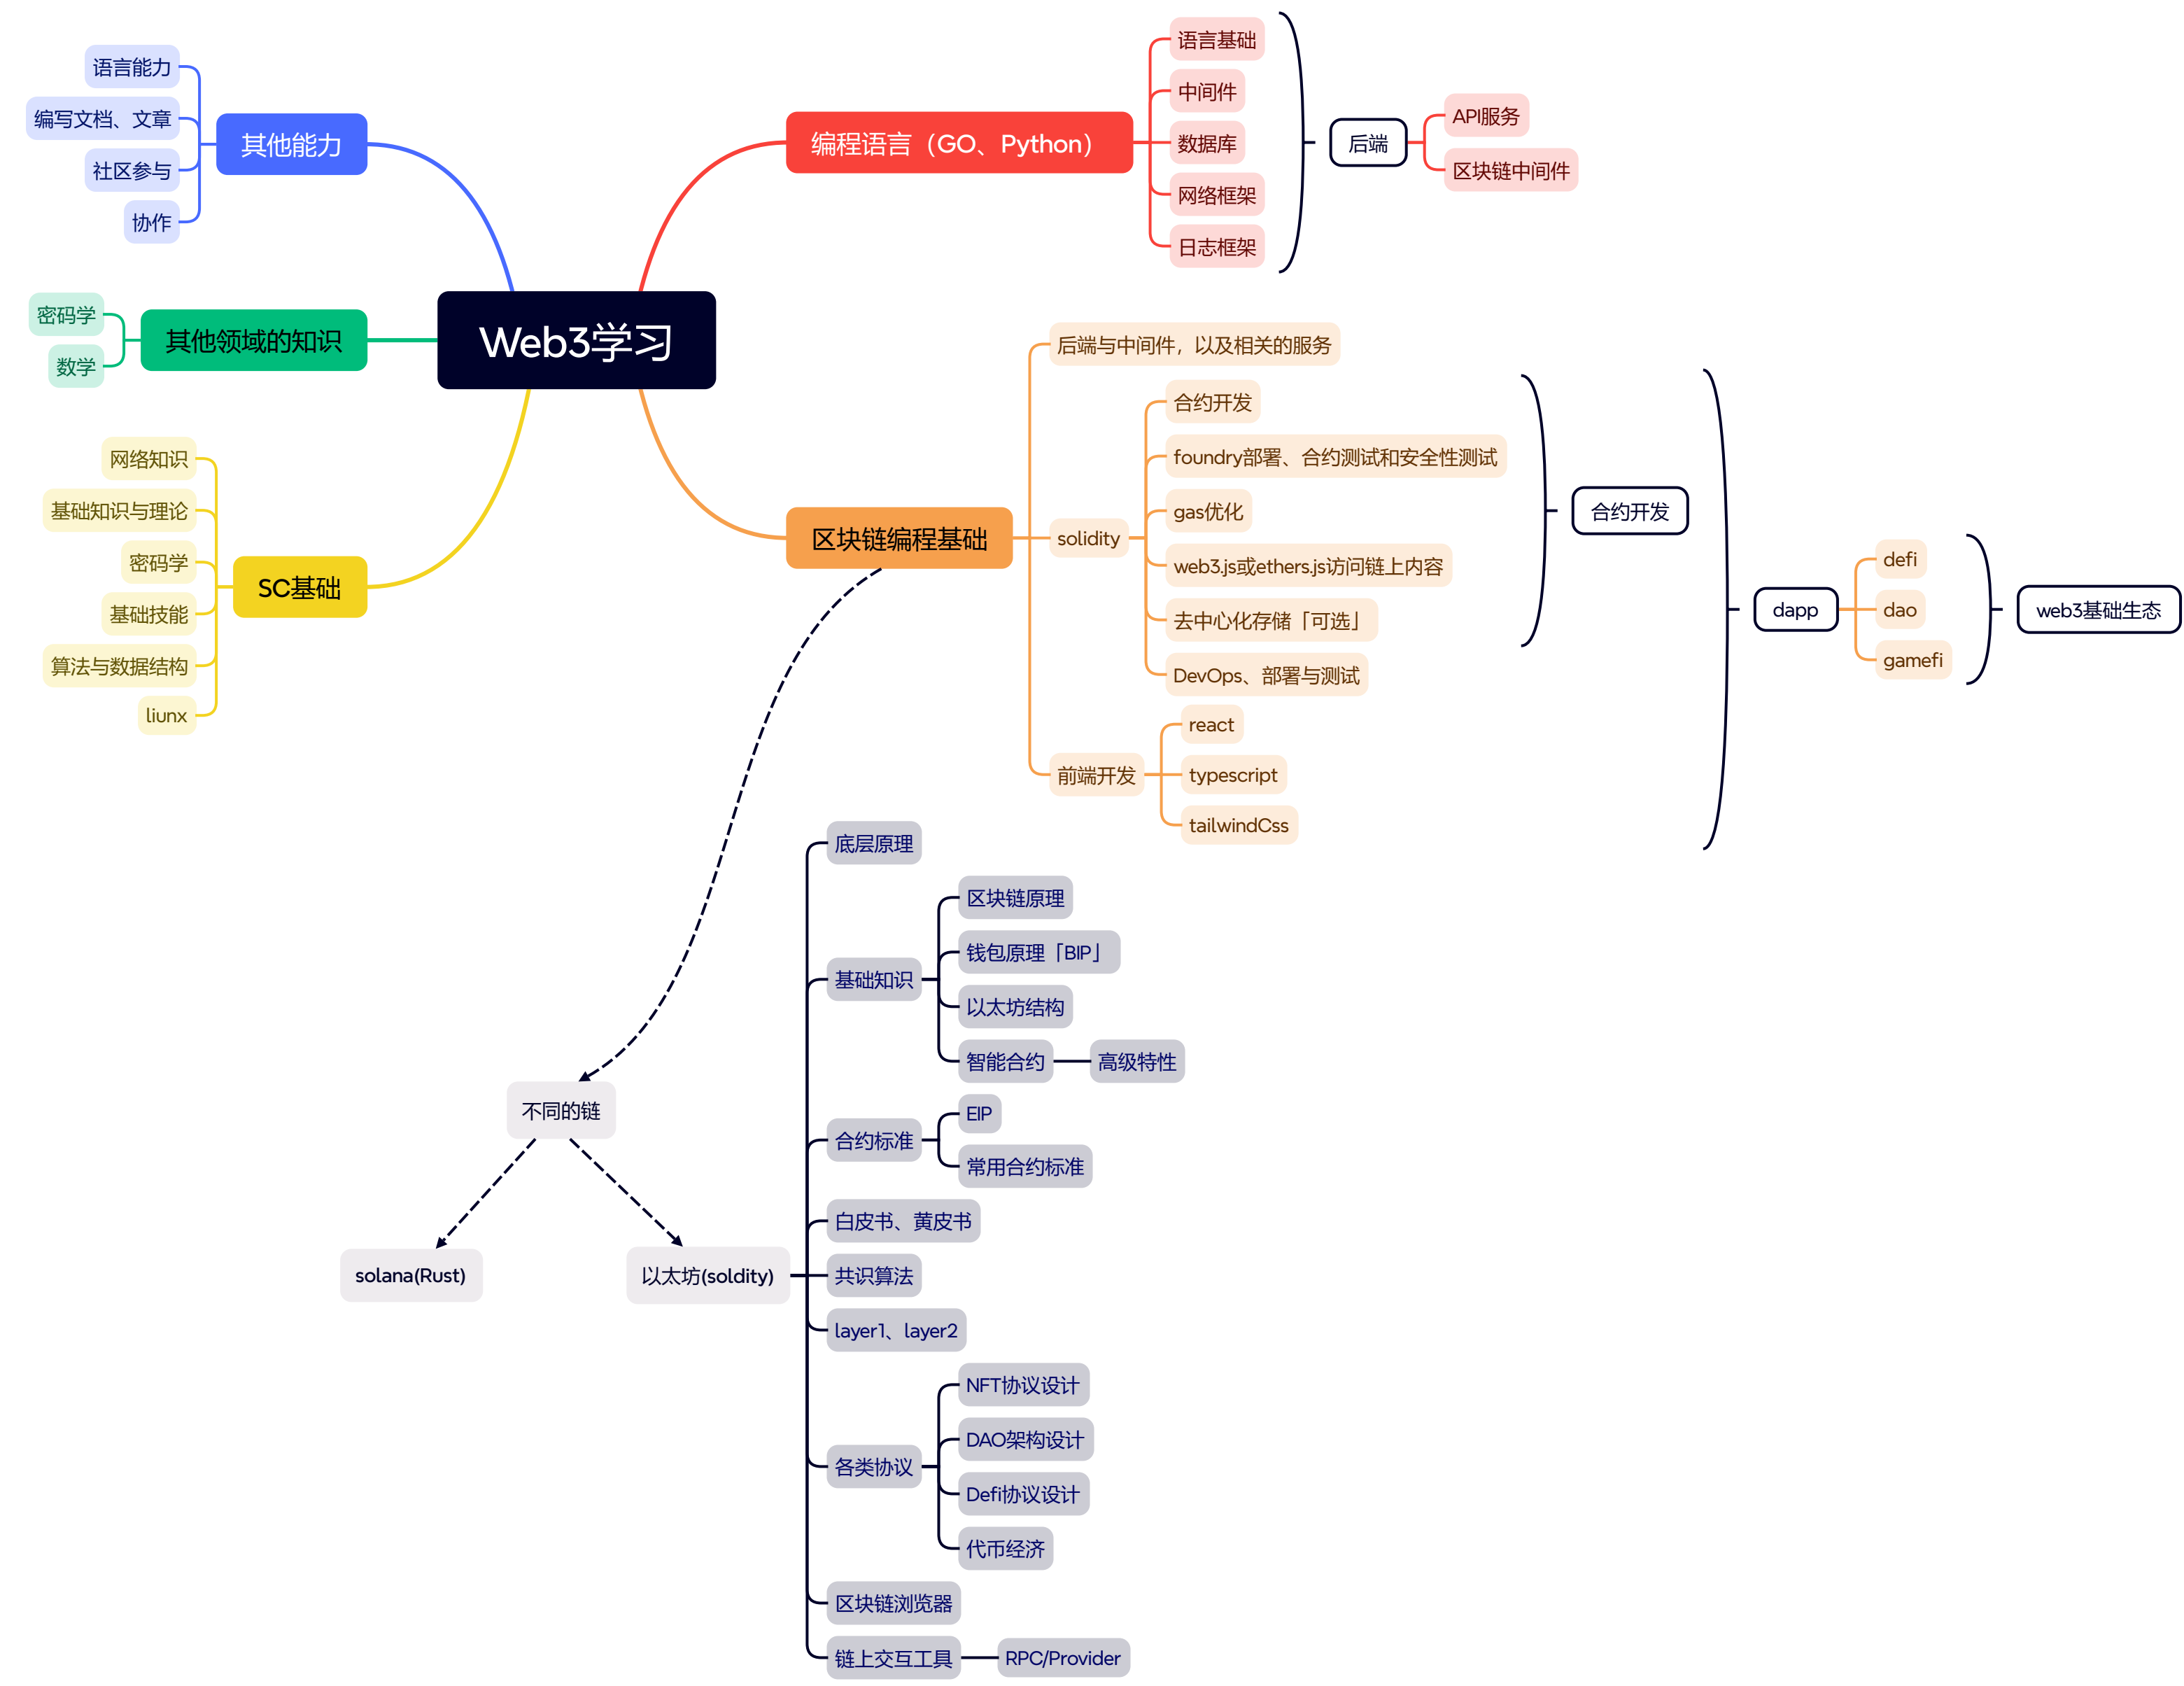 Web3学习
编程语言（GO、Python）
语言基础
中间件
数据库
网络框架
日志框架
后端
API服务
区块链中间件
区块链编程基础
后端与中间件，以及相关的服务
solidity
合约开发
foundry部署、合约测试和安全性测试
gas优化
web3.js或ethers.js访问链上内容
去中心化存储「可选」
DevOps、部署与测试
合约开发
前端开发
react
typescript
tailwindCss
dapp
defi
dao
gamefi
web3基础生态
其他能力
语言能力
编写文档、文章
社区参与
协作
其他领域的知识
密码学
数学
SC基础
网络知识
基础知识与理论
密码学
基础技能
算法与数据结构
liunx
不同的链
solana(Rust)
以太坊(soldity)
底层原理
基础知识
区块链原理
钱包原理「BIP」
以太坊结构
智能合约
高级特性
合约标准
EIP
常用合约标准
白皮书、黄皮书
共识算法
layer1、layer2
各类协议
NFT协议设计
DAO架构设计
Defi协议设计
代币经济
区块链浏览器
链上交互工具
RPC/Provider